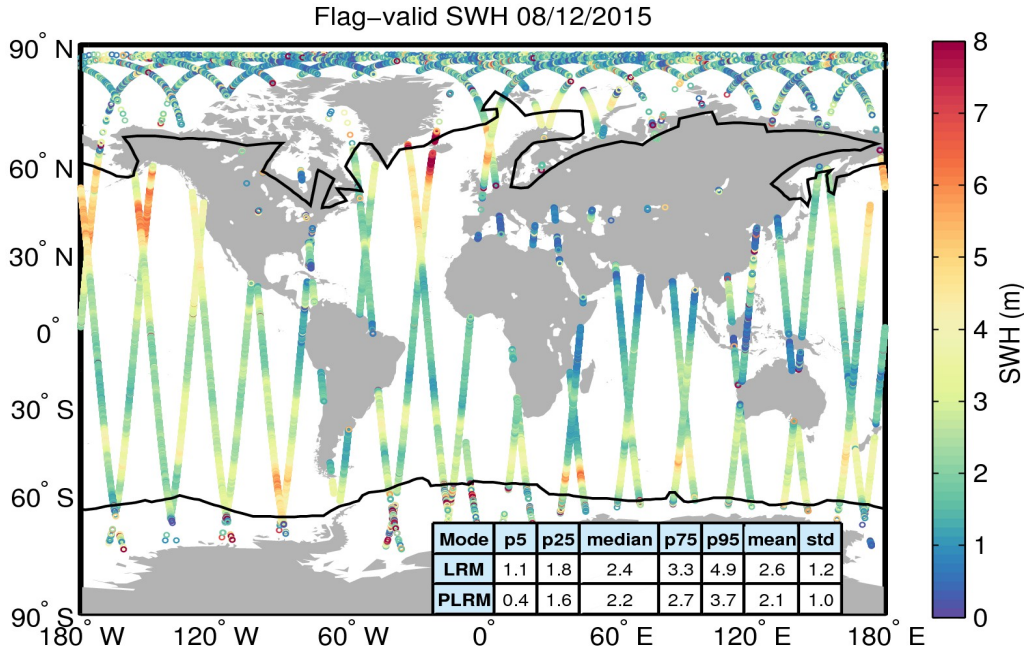 Flag−valid SWH 08/12/2015
90° N
60° N
30° N
0°
30° S
60° S
90° S
180° W
120° W
60° W
0°
60° E
120° E
180° E
8
7
6
5
4
3
2
1
0
SWH (m)
Mode p5 p25 median p75 p95 mean std
LRM 1.1 1.8 2.4 3.3 4.9 2.6 1.2
PLRM 0.4 1.6 2.2 2.7 3.7 2.1 1.0